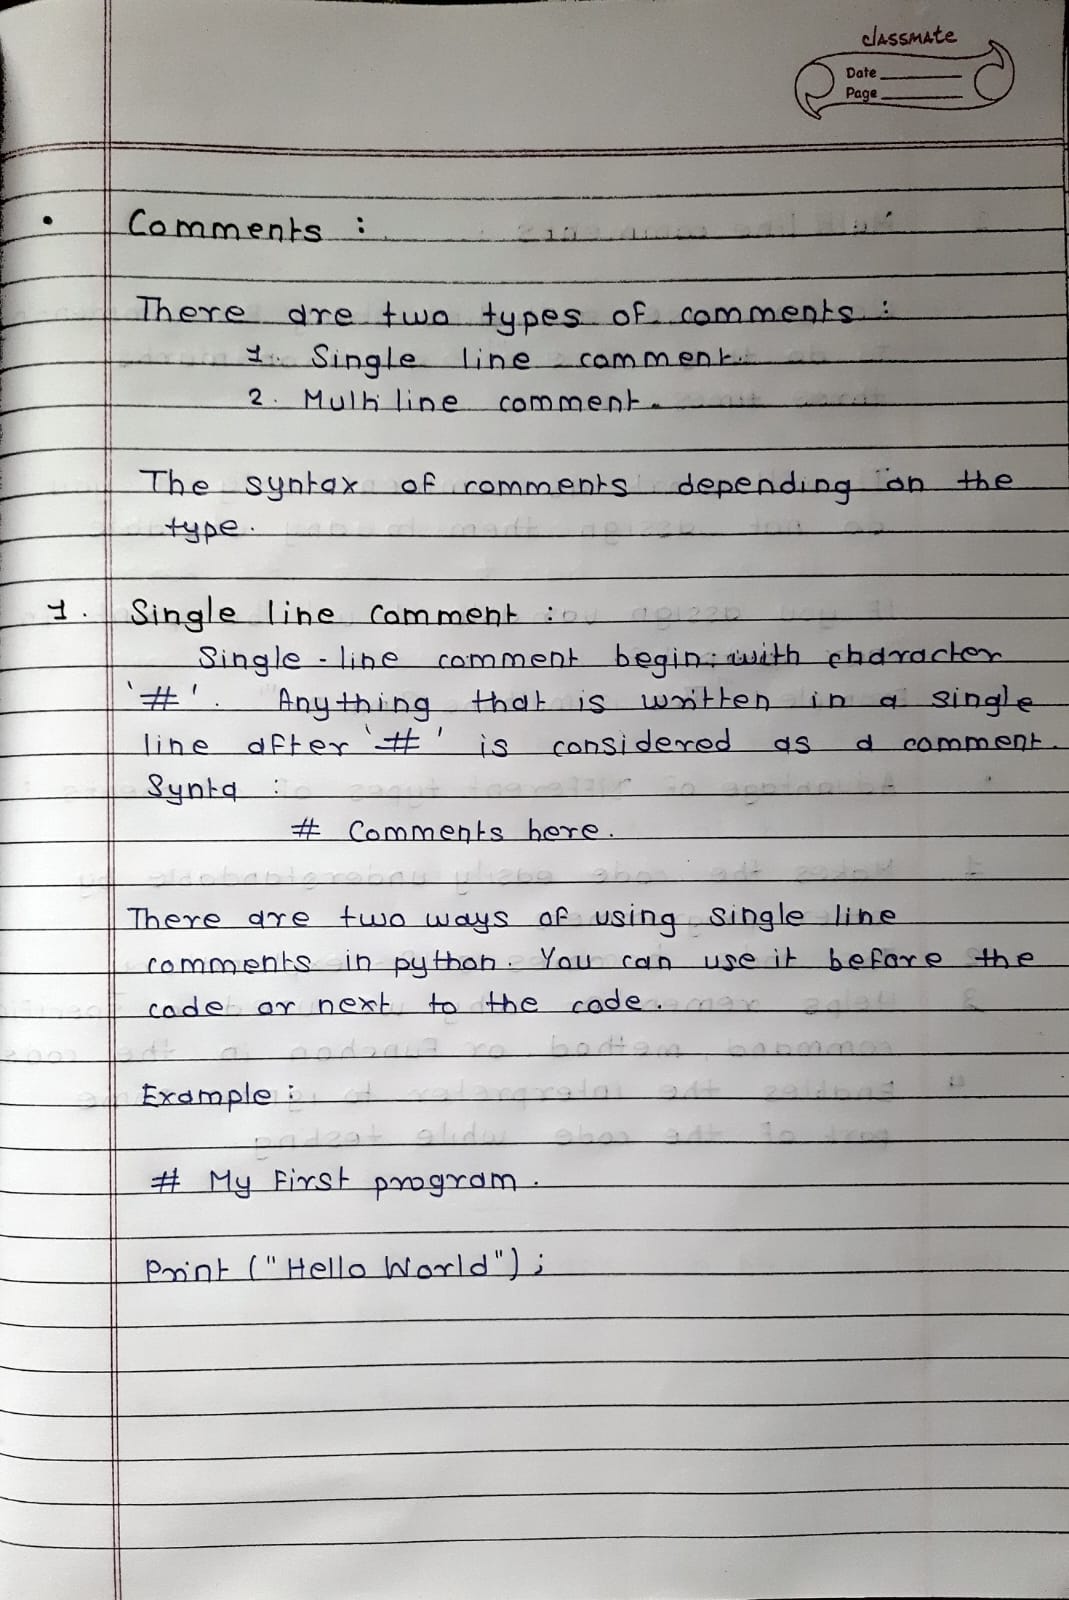 classmate
Date
Page
• Comments :
There are two types of comments :
1. Single line comment.
2. Multi line comment.
The syntax of comments depending on the
type.
1. Single line comment :
Single - line comment begin with character
'#'. Anything that is written in a single
line after '#' is considered as a comment.
Synta :
# Comments here.
There are two ways of using single line
comments in python. You can use it before the
code or next to the code.
Example :
# My First program.
Print ("Hello World");